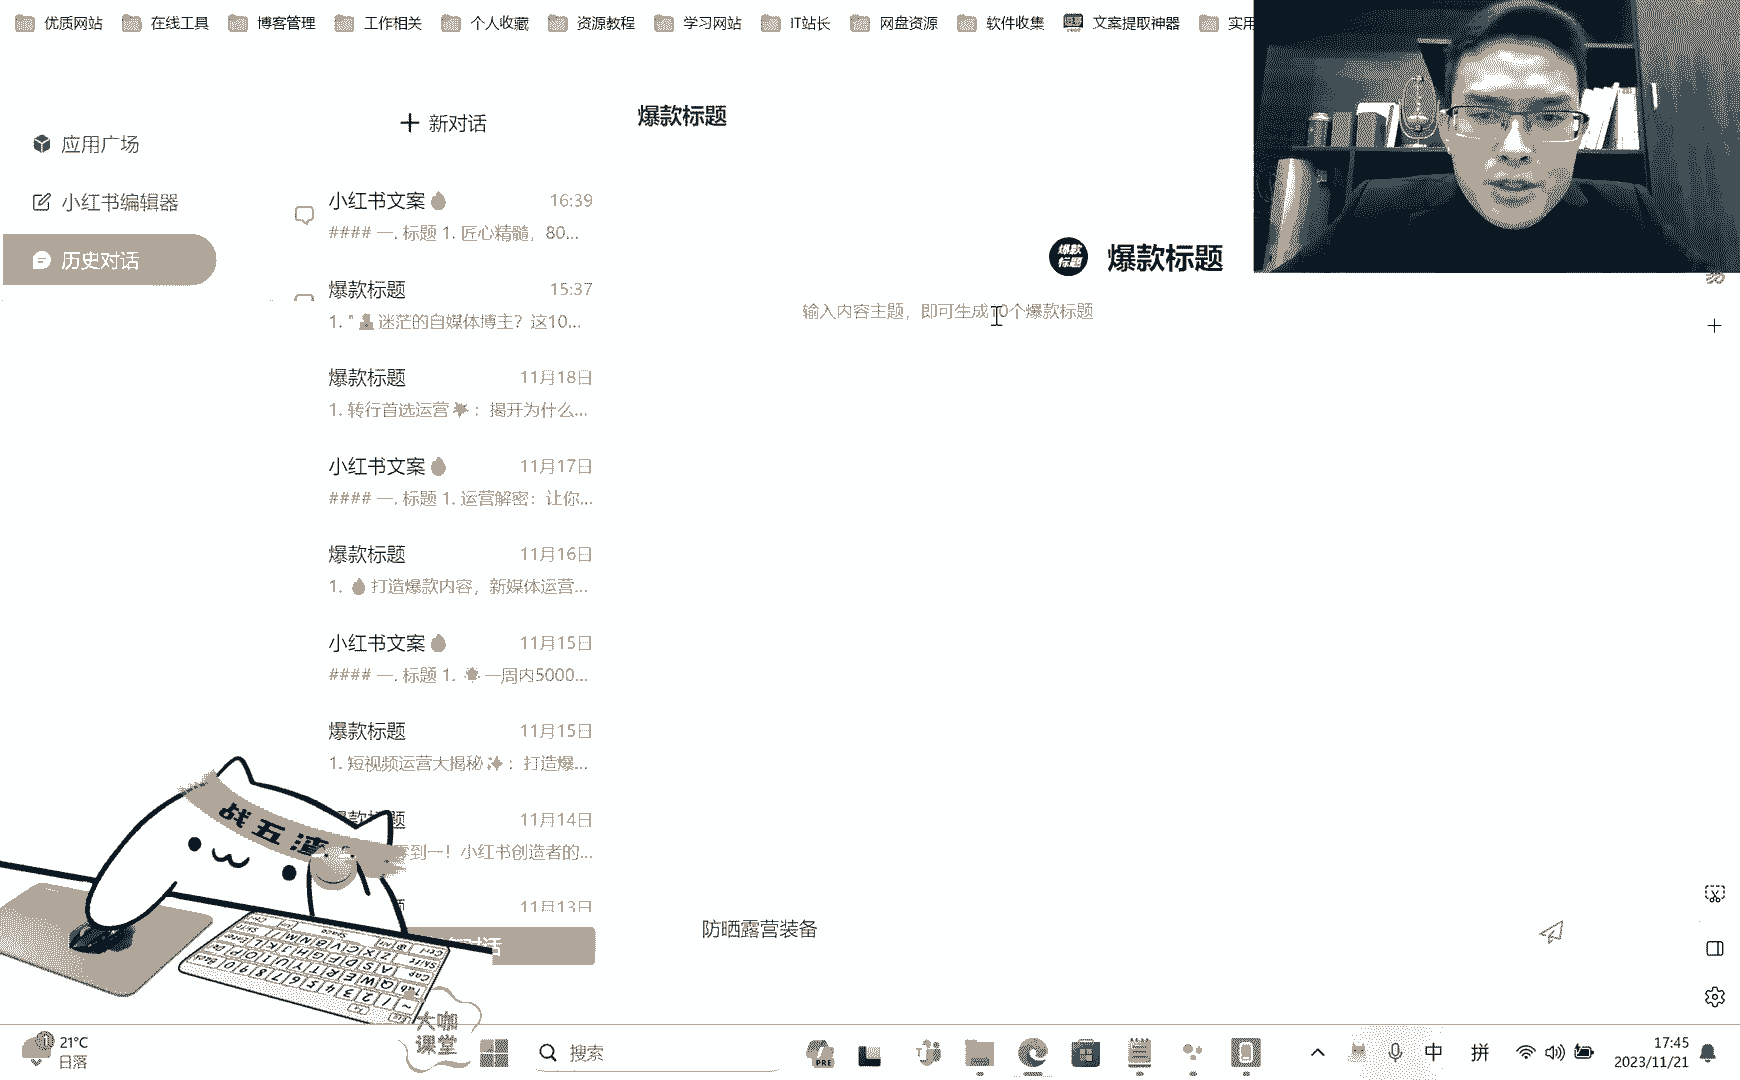 优质网站 在线工具 博客管理 工作相关 个人收藏 资源教程 学习网站 IT站长 网盘资源 软件收集 文案提取神器 实用
应用广场
小红书编辑器
历史对话
新对话
小红书文案 16:39
#### 一. 标题 1. 匠心精髓，80...
爆款标题 15:37
1. " 迷茫的自媒体博主？这10...
爆款标题 11月18日
1. 转行首选运营 ：揭开为什么...
小红书文案 11月17日
#### 一. 标题 1. 运营解密：让你...
爆款标题 11月16日
1. 打造爆款内容，新媒体运营...
小红书文案 11月15日
#### 一. 标题 1. 一周内5000...
爆款标题 11月15日
1. 短视频运营大揭秘 ：打造爆...
爆款标题 11月14日
零到一！小红书创造者的...
题 11月13日
对话
爆款标题
爆款标题 爆款标题
输入内容主题，即可生成10个爆款标题
防晒露营装备
战五渣
大咖
课堂
21°C
日落
搜索
PRE
中 拼
17:45
2023/11/21